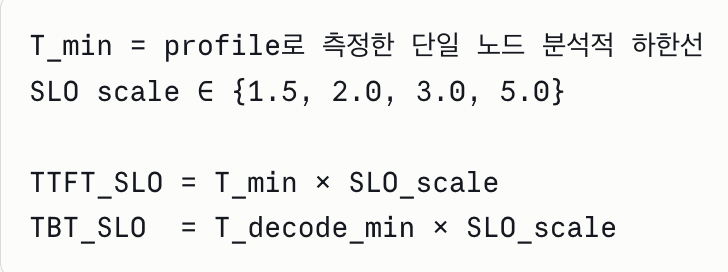 T_min = profile로 측정한 단일 노드 분석적 하한선
SLO scale ∈ {1.5, 2.0, 3.0, 5.0}
TTFT_SLO = T_min × SLO_scale
TBT_SLO  = T_decode_min × SLO_scale